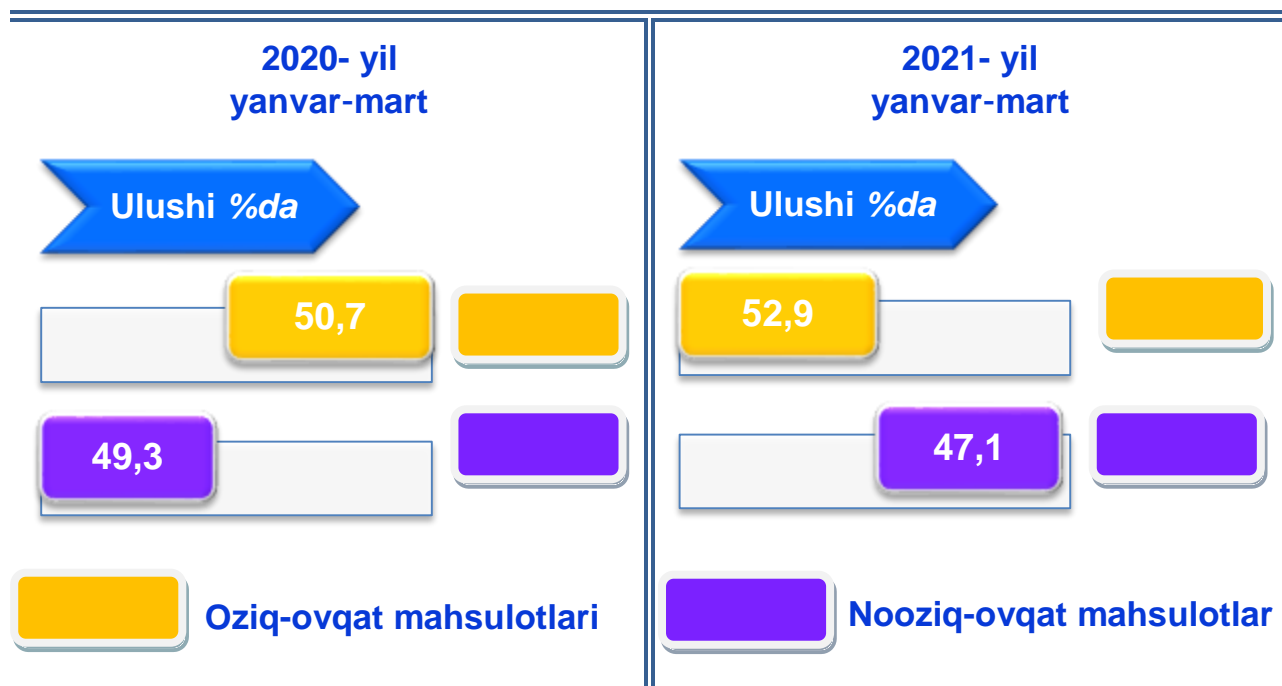 2020- yil
yanvar-mart
Ulushi %da
50,7
49,3
2021- yil
yanvar-mart
Ulushi %da
52,9
47,1
Oziq-ovqat mahsulotlari
Nooziq-ovqat mahsulotlar